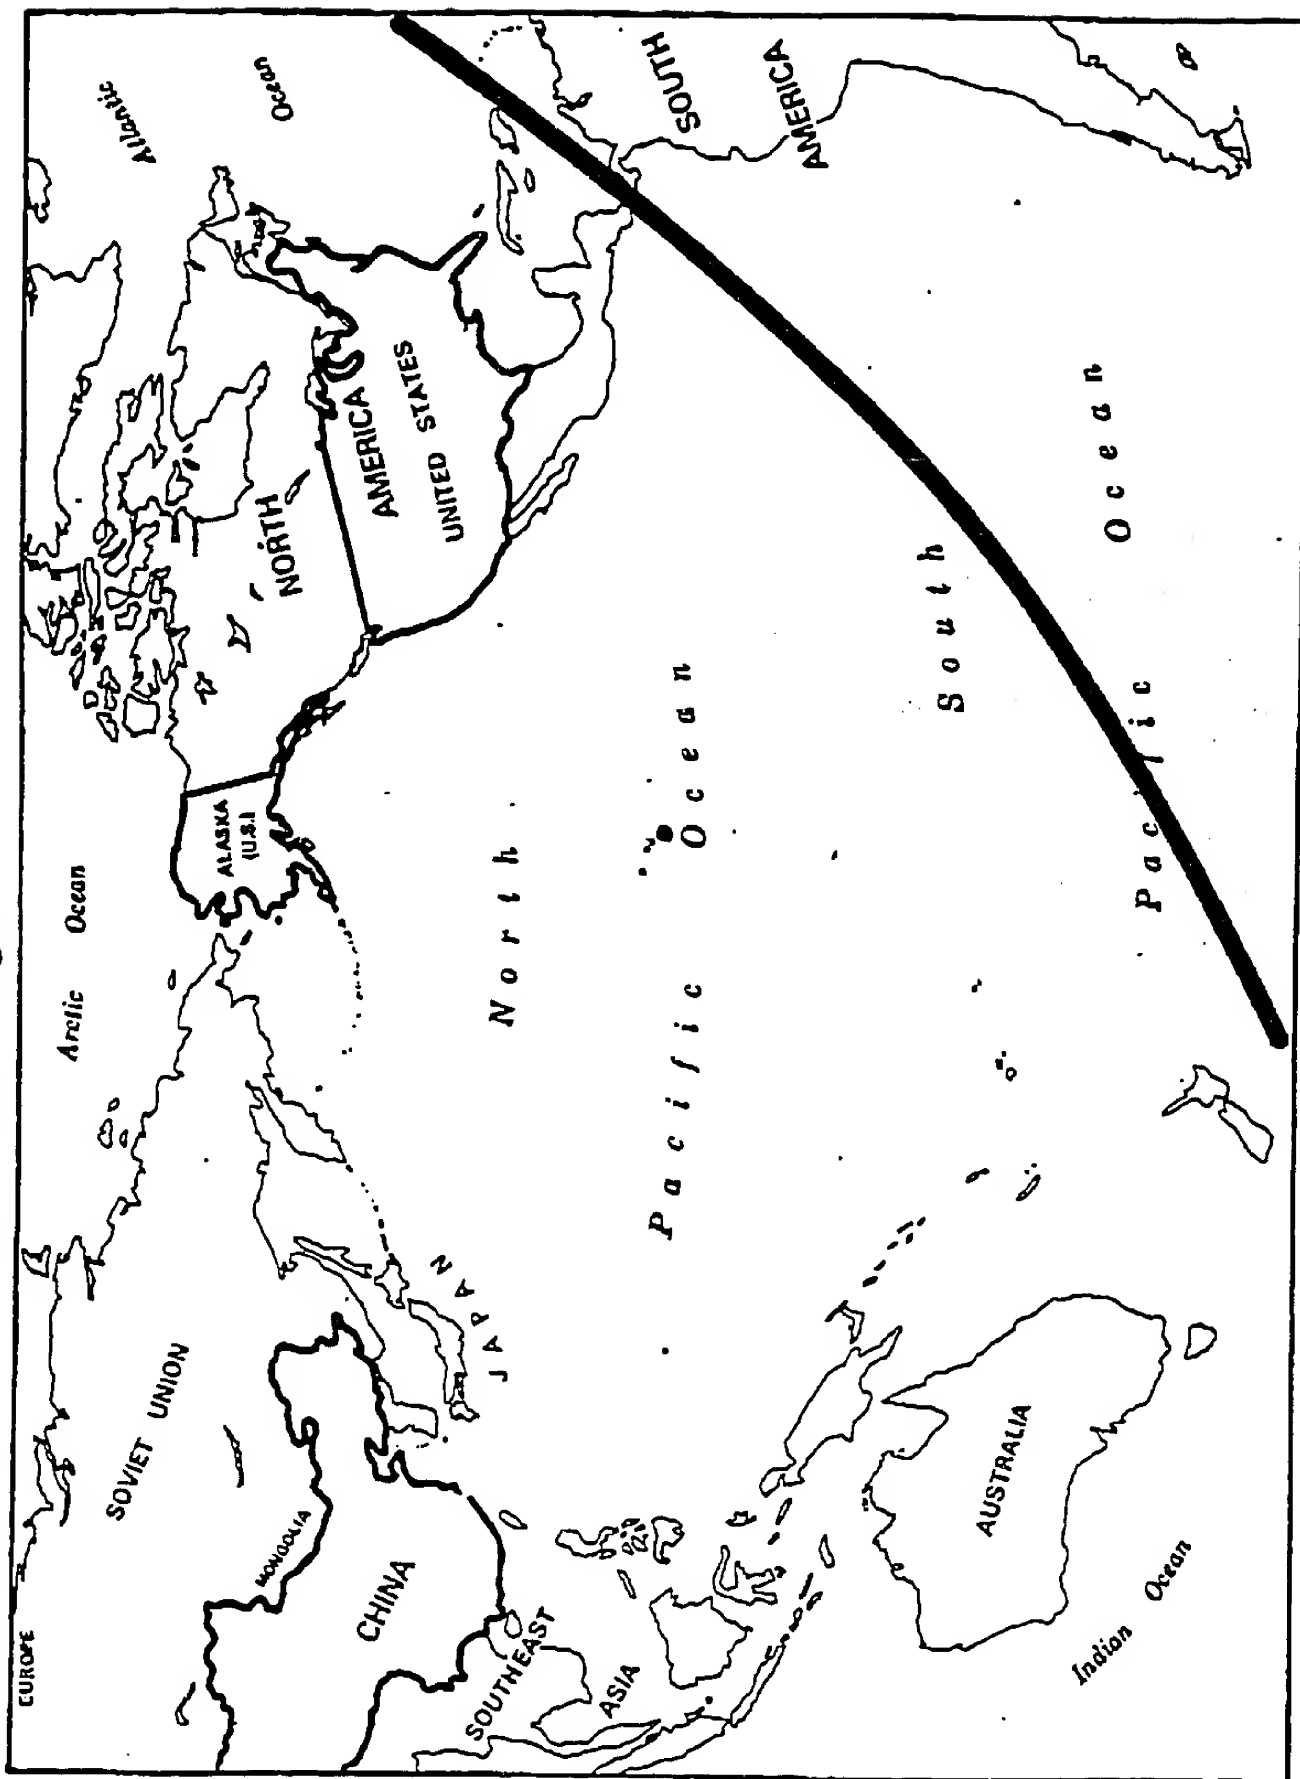 EUROPE
Arctic Ocean
Atlantic
Ocean
SOVIET UNION
ALASKA
(U.S.)
NORTH
AMERICA
UNITED STATES
MONGOLIA
CHINA
JAPAN
North
Pacific Ocean
SOUTHEAST
ASIA
SOUTH
AMERICA
South
Pacific Ocean
AUSTRALIA
Indian Ocean